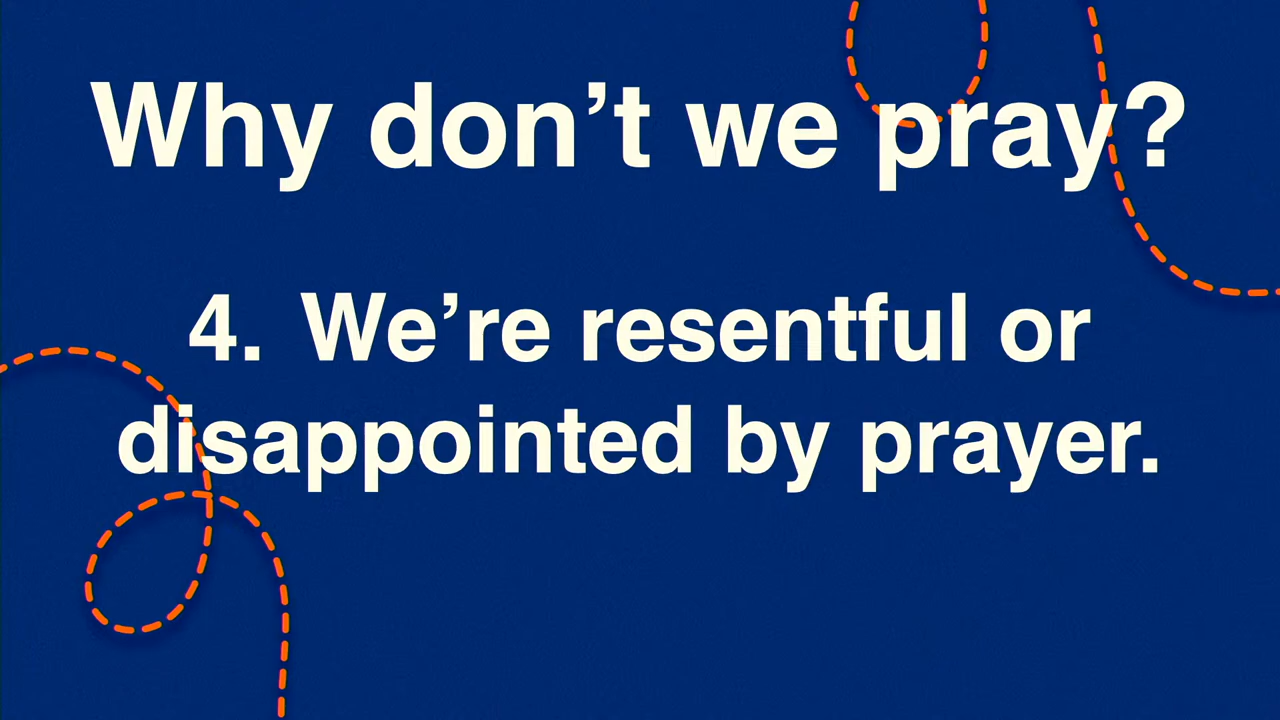 Why don’t we pray?
4. We’re resentful or
disappointed by prayer.